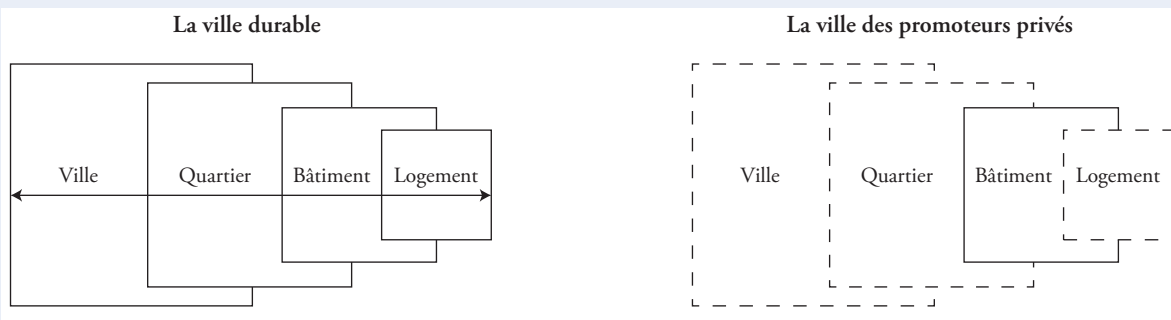 La ville durable
La ville des promoteurs privés
Ville
Quartier
Bâtiment
Logement
Ville
Quartier
Bâtiment
Logement